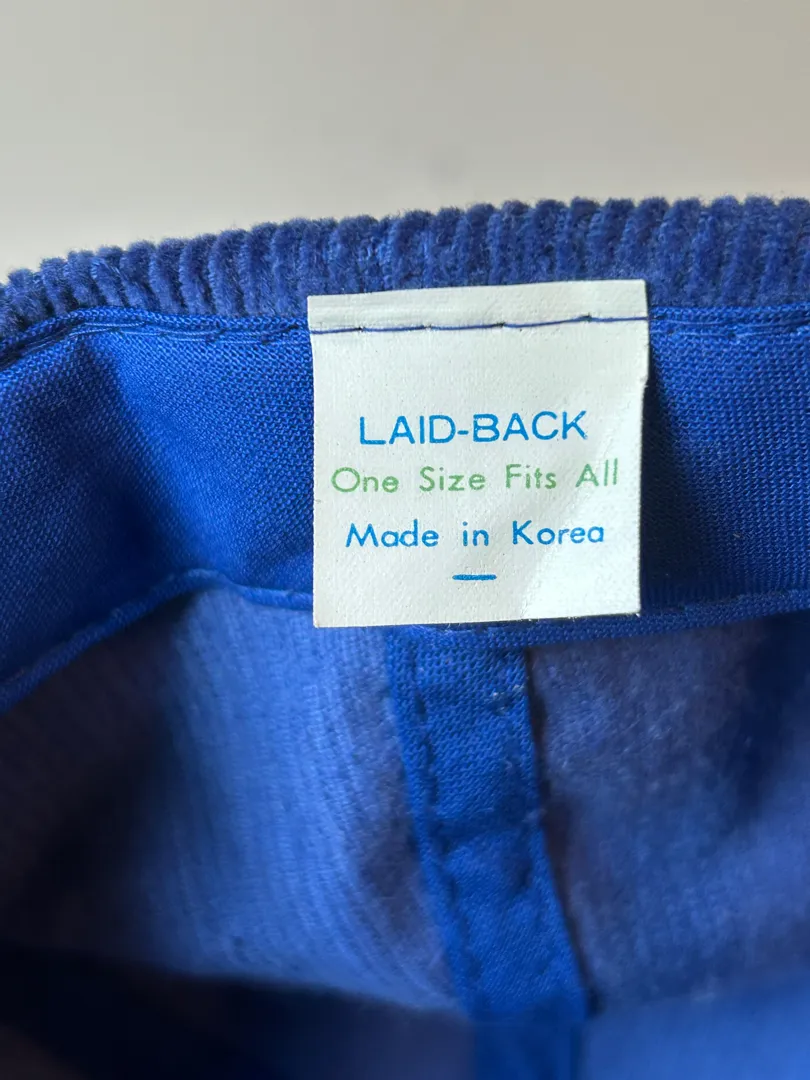 LAID-BACK
One Size Fits All
Made in Korea